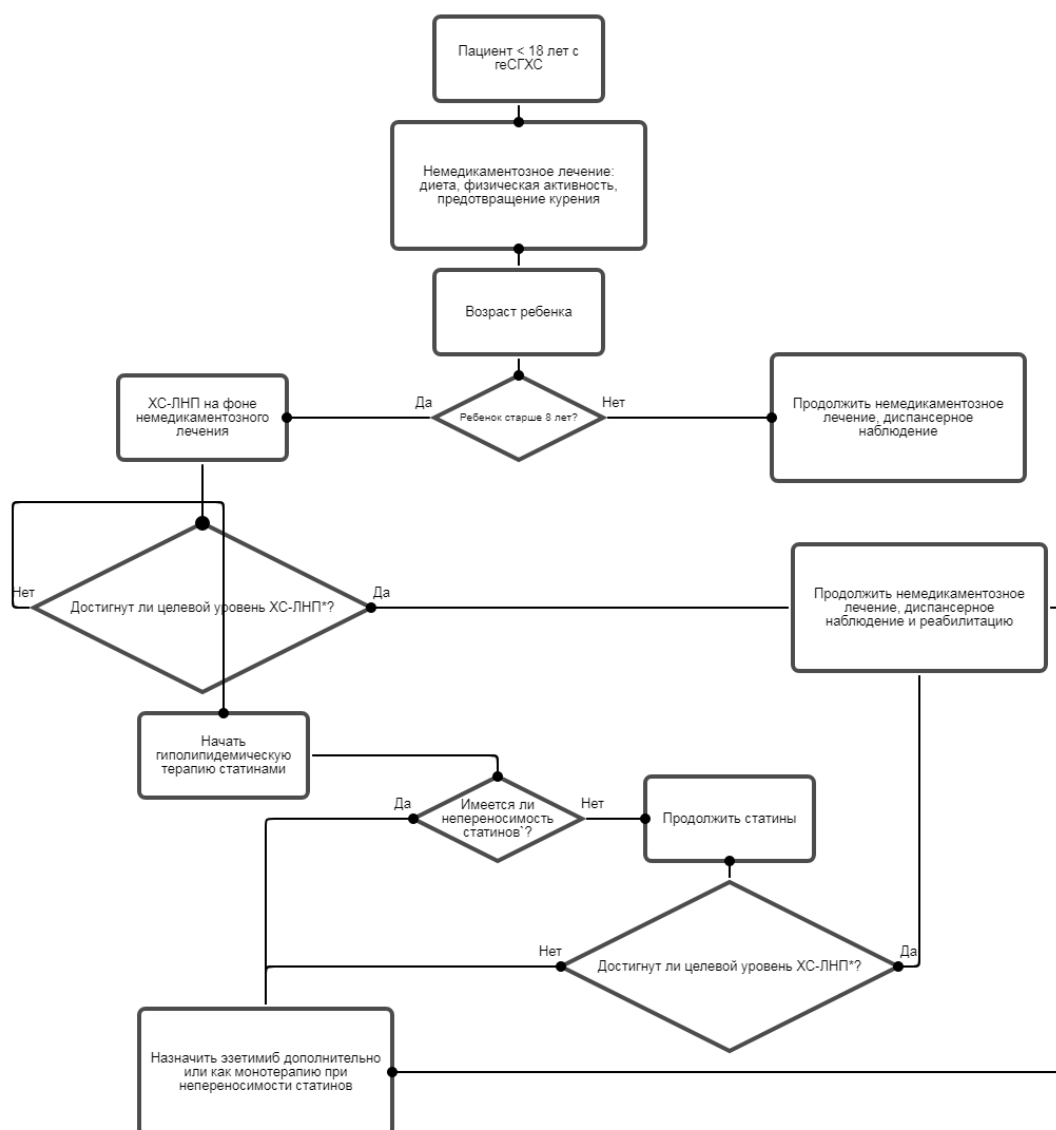 Пациент < 18 лет с
геСГХС
Немедикаментозное лечение:
диета, физическая активность,
предотвращение курения
Возраст ребенка
Ребенок старше 8 лет?
Да
Нет
ХС-ЛНП на фоне
немедикаментозного
лечения
Продолжить немедикаментозное
лечение, диспансерное
наблюдение
Достигнут ли целевой уровень ХС-ЛНП*?
Нет
Да
Продолжить немедикаментозное
лечение, диспансерное
наблюдение и реабилитацию
Начать
гиполипидемическую
терапию статинами
Имеется ли
непереносимость
статинов`?
Да
Нет
Продолжить статины
Достигнут ли целевой уровень ХС-ЛНП*?
Нет
Да
Назначить эзетимиб дополнительно
или как монотерапию при
непереносимости статинов